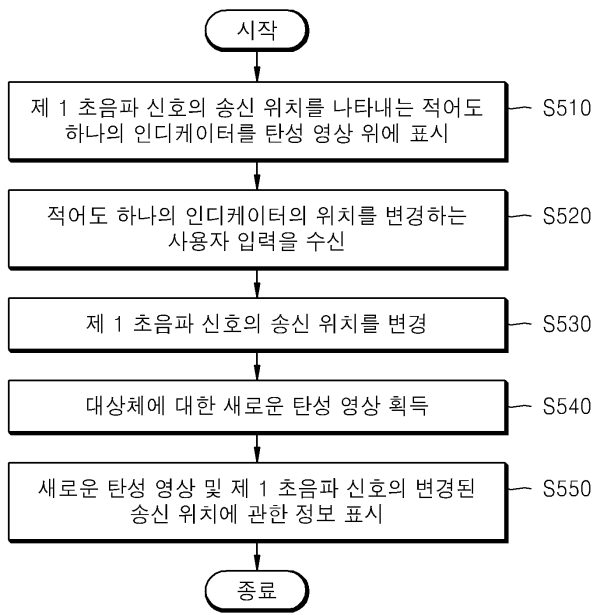 시작
제 1 초음파 신호의 송신 위치를 나타내는 적어도
하나의 인디케이터를 탄성 영상 위에 표시
S510
적어도 하나의 인디케이터의 위치를 변경하는
사용자 입력을 수신
S520
제 1 초음파 신호의 송신 위치를 변경
S530
대상체에 대한 새로운 탄성 영상 획득
S540
새로운 탄성 영상 및 제 1 초음파 신호의 변경된
송신 위치에 관한 정보 표시
S550
종료